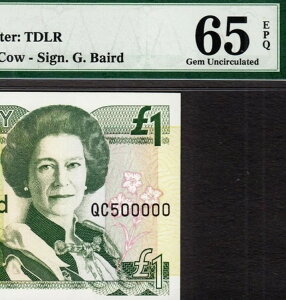 ter: TDLR
Cow - Sign. G. Baird
65
EPQ
Gem Uncirculated
Y
£1
d
QC500000
£1